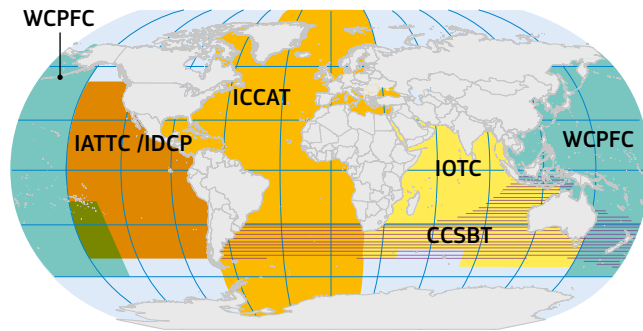 WCPFC
ICCAT
IATTC /IDCP
WCPFC
IOTC
CCSBT